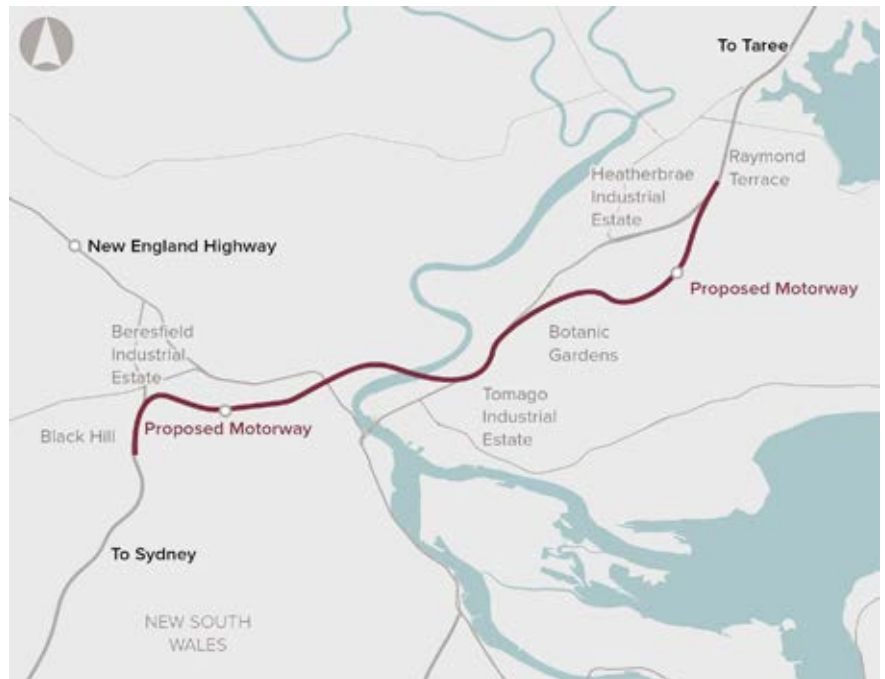 To Taree
Raymond
Terrace
Heatherbrae
Industrial
Estate
New England Highway
Proposed Motorway
Beresfield
Industrial
Estate
Botanic
Gardens
Tomago
Industrial
Estate
Black Hill
Proposed Motorway
To Sydney
NEW SOUTH
WALES